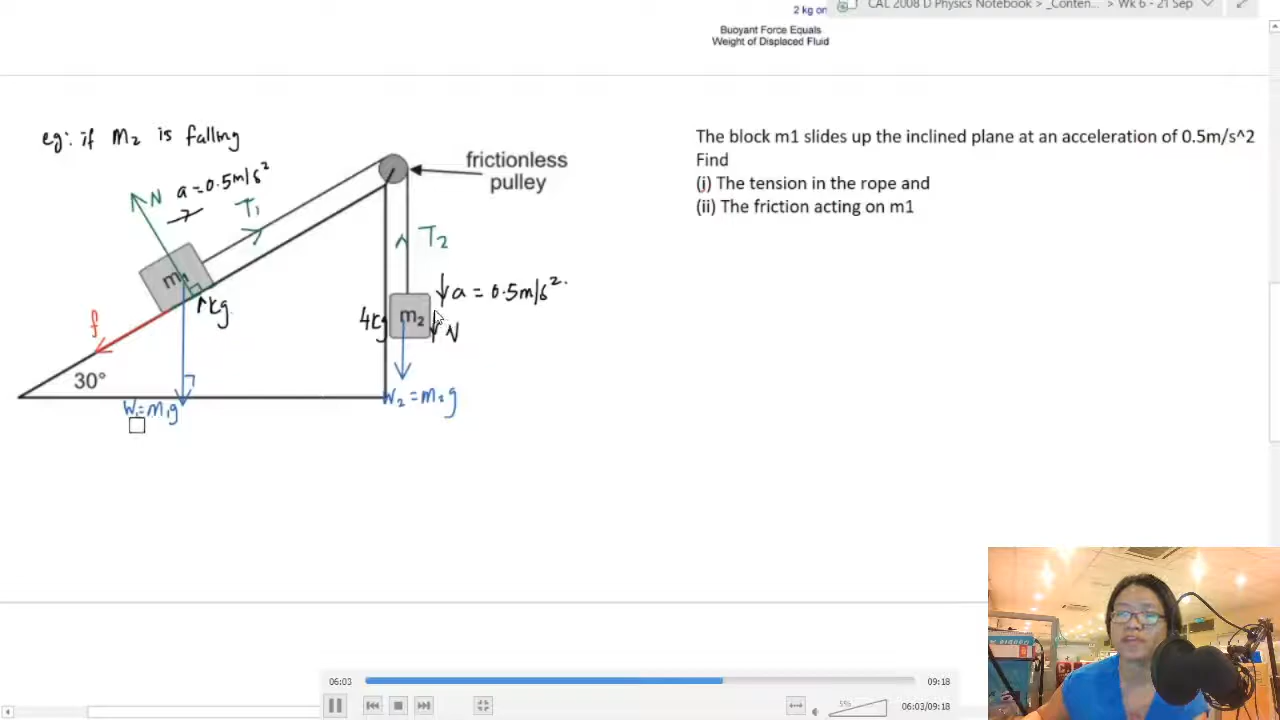 2 kg on
CAL 2008 D Physics Notebook > _Conten... > Wk 6 - 21 Sep
Buoyant Force Equals
Weight of Displaced Fluid
eg: if M2 is falling
The block m1 slides up the inclined plane at an acceleration of 0.5m/s^2
Find
(i) The tension in the rope and
(ii) The friction acting on m1
frictionless
pulley
N
a = 0.5m/s²
T1
T2
m1
1kg
a = 0.5m/s²
4kg
m2
N
f
30°
W1=m1g
W2=m2g
06:03
09:18
5%
06:03/09:18